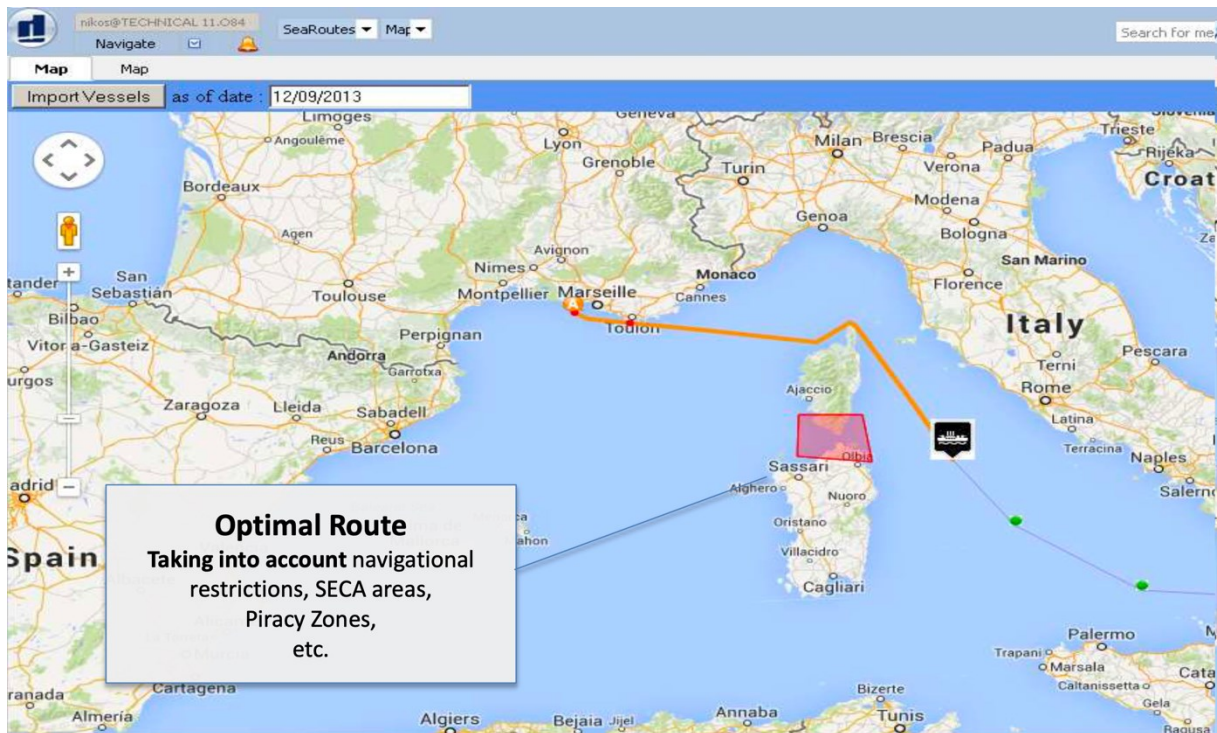 nikos@TECHNICAL 11.084
SeaRoutes Map
Search for me
Navigate
Map Map
Import Vessels as of date : 12/09/2013
Limoges
Geneva
Angoulême
Lyon
Milan Brescia
Padua
Trieste
Rijeka
Grenoble
Turin
Verona
Croat
Bordeaux
Modena
Genoa
Agen
Bologna
Avignon
San Marino
Nimes
Monaco
San
Sebastián
Toulouse
Montpellier Marseille
Cannes
Florence
Bilbao
Toulon
Italy
Perpignan
Andorra
Pescara
Garrotxa
Terni
Ajaccio
Rome
Zaragoza
Lleida
Sabadell
Latina
Reus
Barcelona
Olbia
Terracina
Naples
Sassari
Alghero
Nuoro
Salerno
Optimal Route
Oristano
Spain
Taking into account navigational
restrictions, SECA areas,
Piracy Zones,
etc.
Villacidro
Cagliari
Palermo
Trapani
Marsala
Cata
Caltanissetta
Cartagena
Bizerte
Gela
Almería
Algiers
Bejaia Jijel
Annaba
Tunis
Ragusa